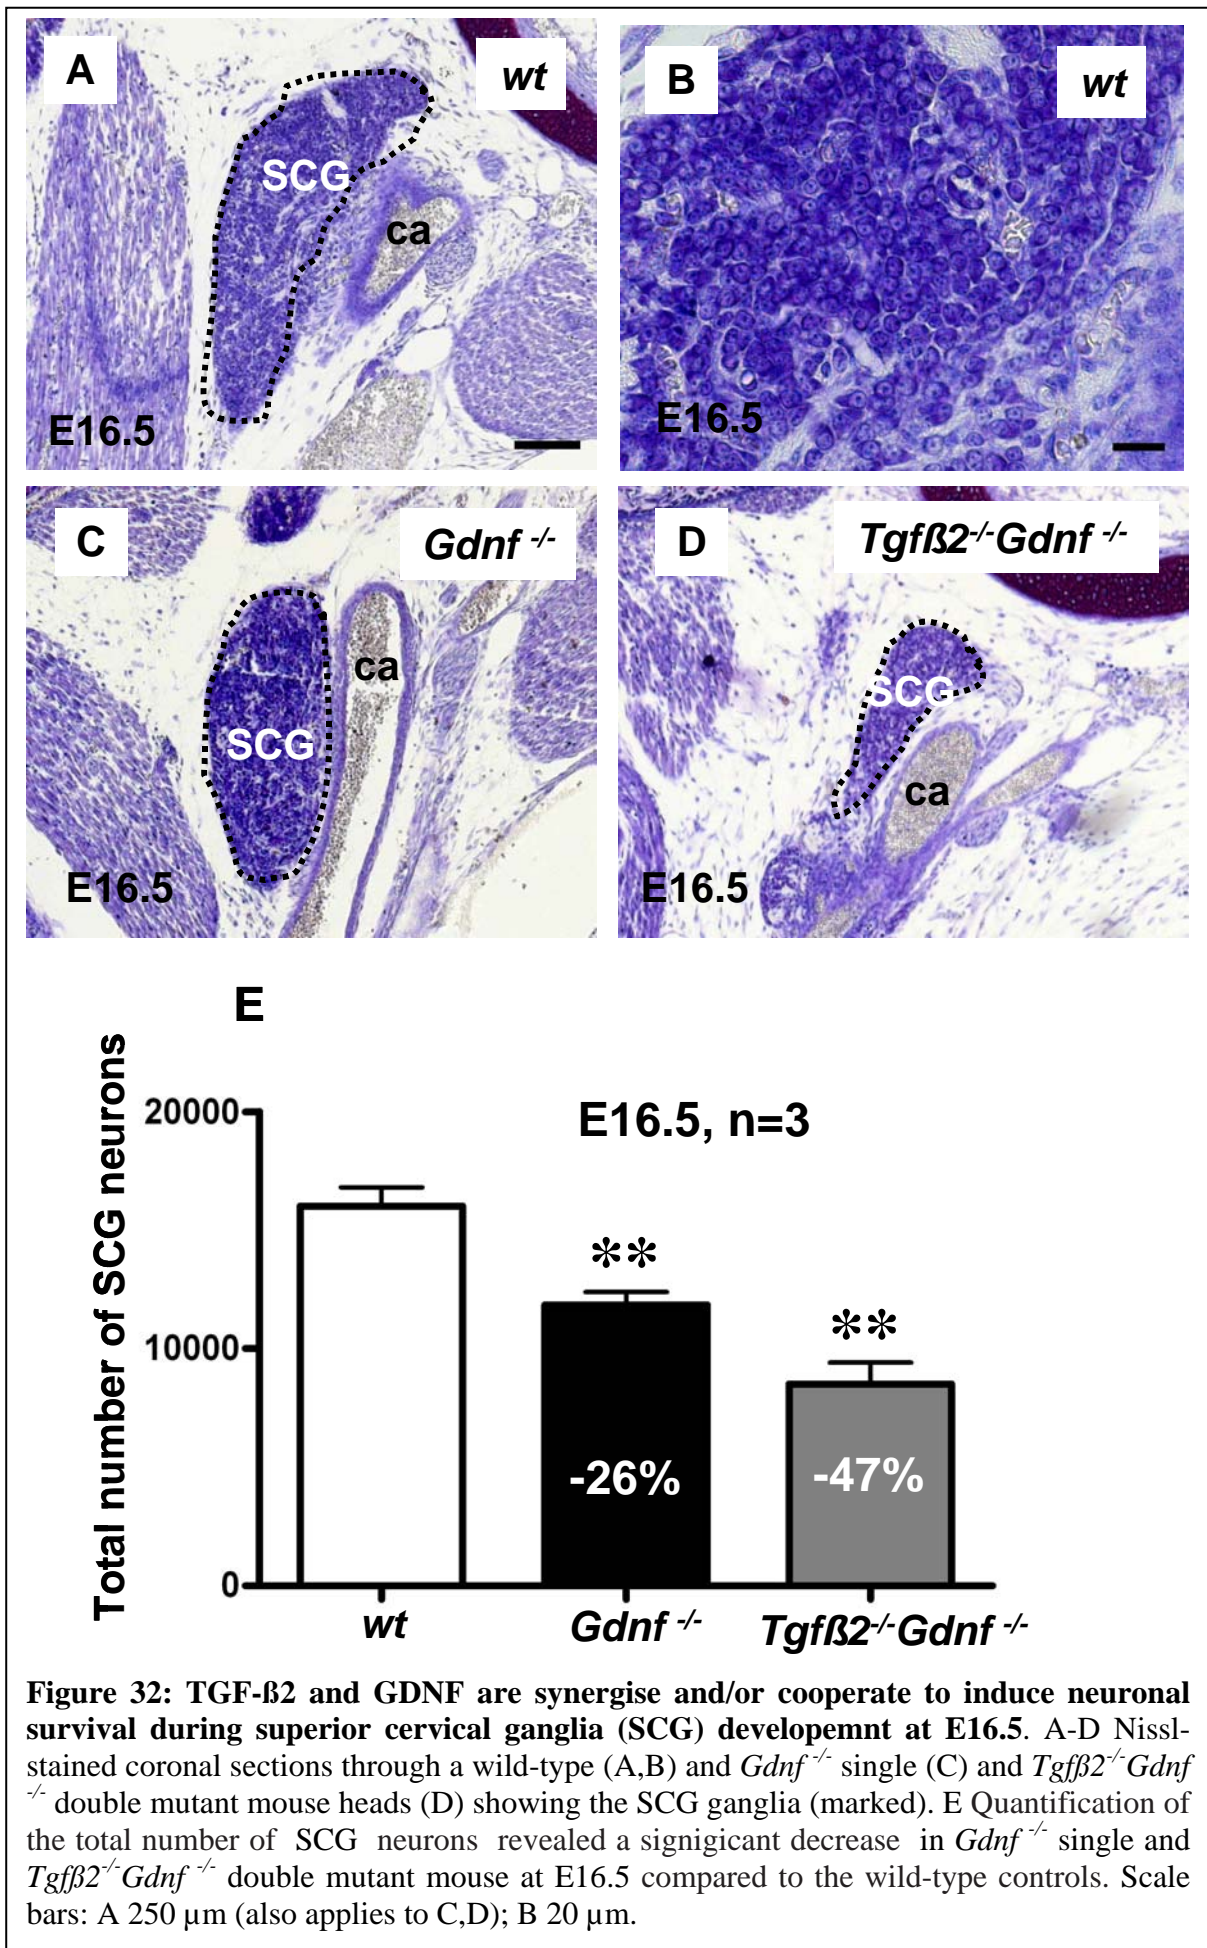 A
wt
SCG
ca
E16.5
B
wt
E16.5
C
Gdnf -/-
SCG
ca
E16.5
D
Tgfß2-/-Gdnf -/-
SCG
ca
E16.5
E
Total number of SCG neurons
20000
10000
0
E16.5, n=3
**
**
-26%
-47%
wt
Gdnf -/-
Tgfß2-/-Gdnf -/-
Figure 32: TGF-ß2 and GDNF are synergise and/or cooperate to induce neuronal
survival during superior cervical ganglia (SCG) developemnt at E16.5. A-D Nissl-
stained coronal sections through a wild-type (A,B) and Gdnf -/- single (C) and Tgfß2-/-Gdnf
-/- double mutant mouse heads (D) showing the SCG ganglia (marked). E Quantification of
the total number of SCG neurons revealed a signigicant decrease in Gdnf -/- single and
Tgfß2-/-Gdnf -/- double mutant mouse at E16.5 compared to the wild-type controls. Scale
bars: A 250 µm (also applies to C,D); B 20 µm.